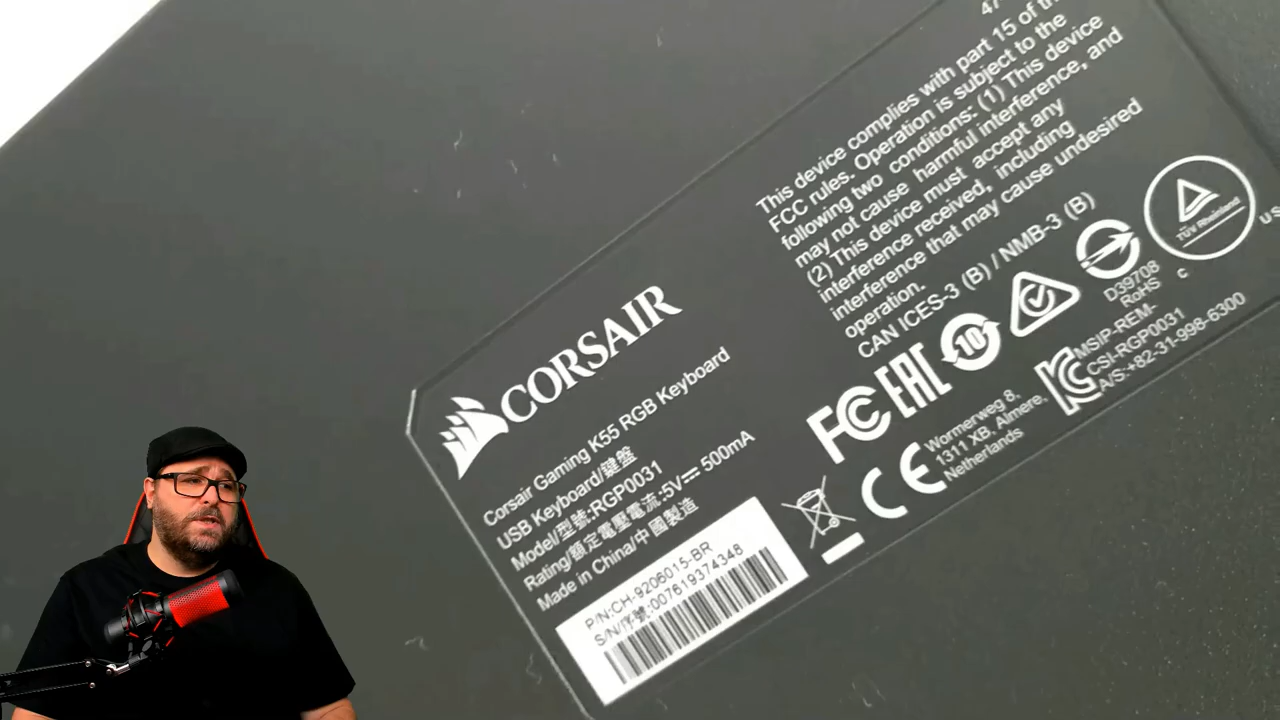 CORSAIR
Corsair Gaming K55 RGB Keyboard
USB Keyboard/鍵盤
Model/型號:RGP0031
Rating/額定電壓電流:5V⎓500mA
Made in China/中國製造
P/N:CH-9206015-BR
S/N/序號:007619374348
47
This device complies with part 15 of the
FCC rules. Operation is subject to the
following two conditions: (1) This device
may not cause harmful interference, and
(2) This device must accept any
interference received, including
interference that may cause undesired
operation.
CAN ICES-3 (B) / NMB-3 (B)
FC
EAC
10
D39708
RoHS
TÜV Rheinland
C
US
CE
Wormerweg 8,
1311 XB, Almere,
Netherlands
MSIP-REM-
CSI-RGP0031
A/S:+82-31-998-6300